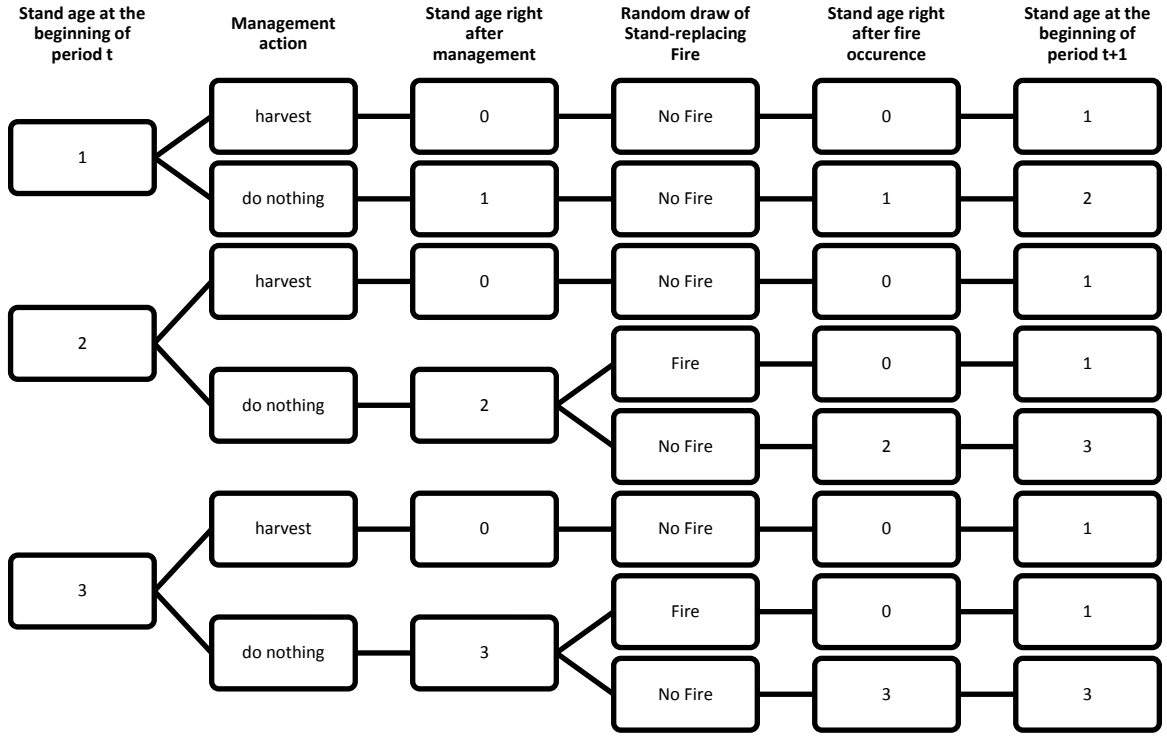 Stand age at the
beginning of
period t
Management
action
Stand age right
after
management
Random draw of
Stand-replacing
Fire
Stand age right
after fire
occurence
Stand age at the
beginning of
period t+1
1
harvest
0
No Fire
0
1
do nothing
1
No Fire
1
2
2
harvest
0
No Fire
0
1
do nothing
2
Fire
0
1
No Fire
2
3
3
harvest
0
No Fire
0
1
do nothing
3
Fire
0
1
No Fire
3
3